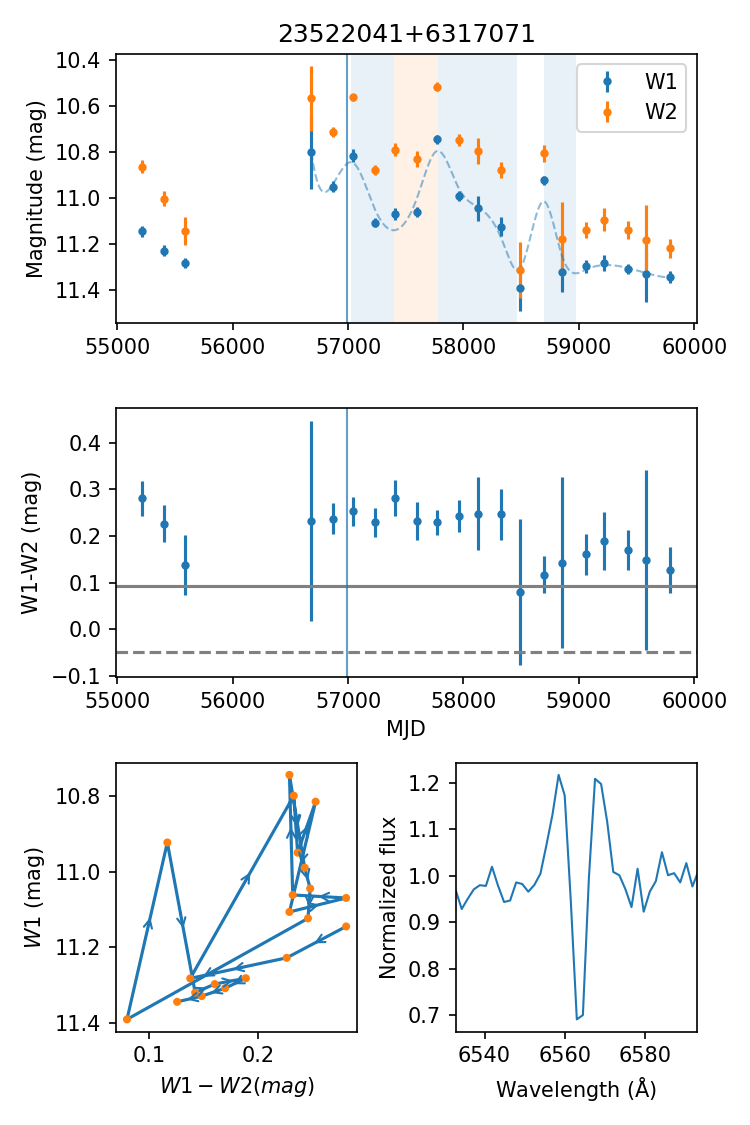 23522041+6317071
10.4
10.6
10.8
11.0
11.2
11.4
Magnitude (mag)
W1
W2
55000 56000 57000 58000 59000 60000
0.4
0.3
0.2
0.1
0.0
−0.1
W1-W2 (mag)
55000 56000 57000 58000 59000 60000
MJD
10.8
11.0
11.2
11.4
W1 (mag)
0.1 0.2
W1 − W2(mag)
1.2
1.1
1.0
0.9
0.8
0.7
Normalized flux
6540 6560 6580
Wavelength (Å)